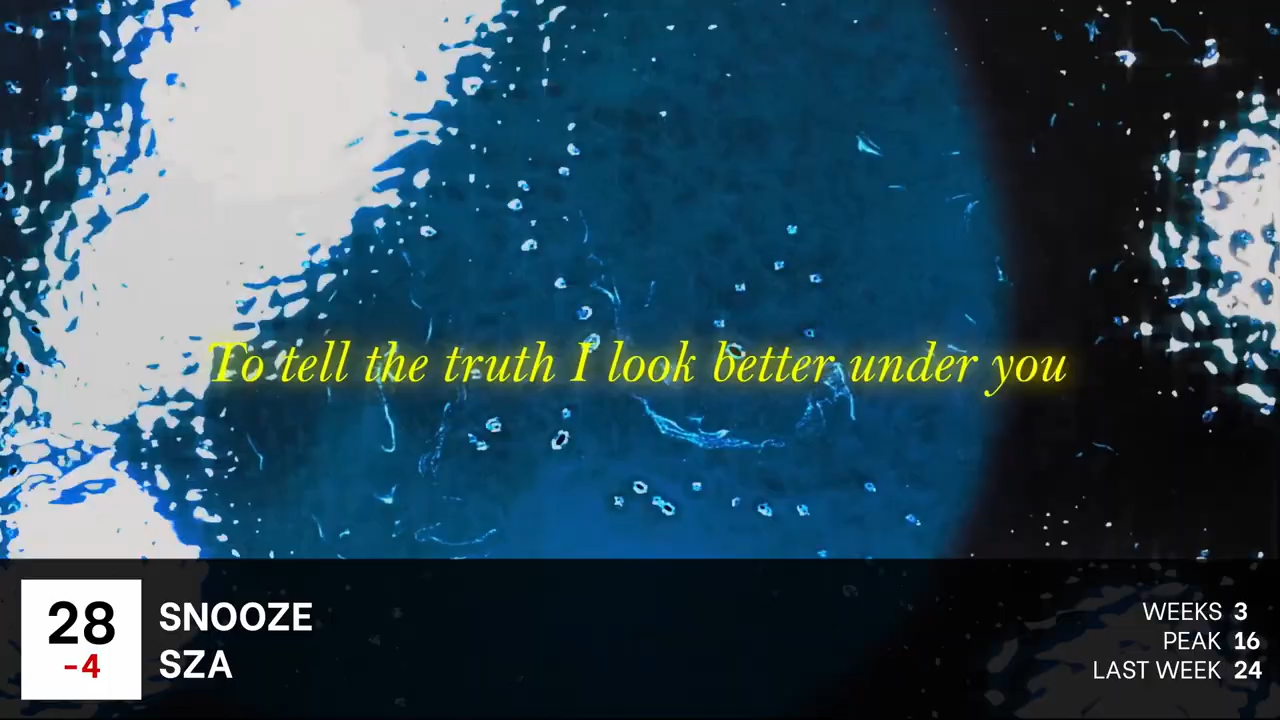 To tell the truth I look better under you
28
-4
SNOOZE
SZA
WEEKS 3
PEAK 16
LAST WEEK 24